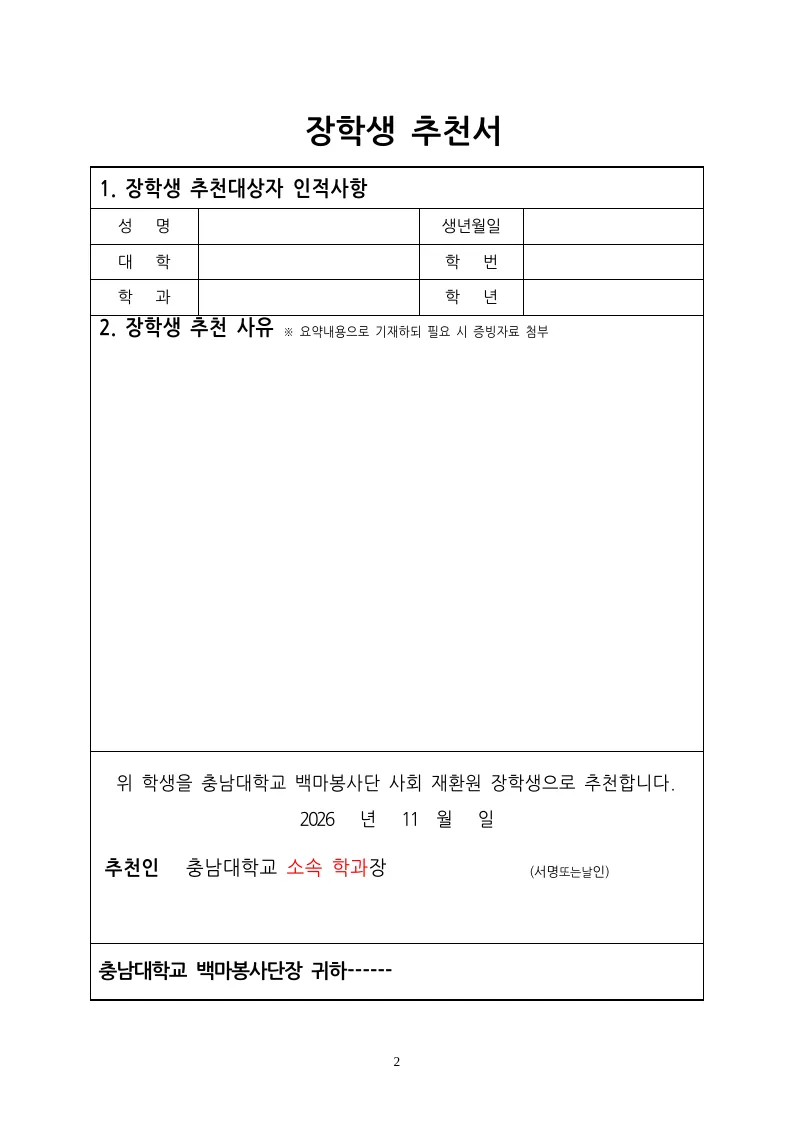 장학생 추천서
1. 장학생 추천대상자 인적사항
성 명 생년월일
대 학 학 번
학 과 학 년
2. 장학생 추천 사유 ※ 요약내용으로 기재하되 필요 시 증빙자료 첨부
위 학생을 충남대학교 백마봉사단 사회 재환원 장학생으로 추천합니다.
2026 년 11 월 일
추천인 충남대학교 소속 학과장 (서명또는날인)
충남대학교 백마봉사단장 귀하------
2